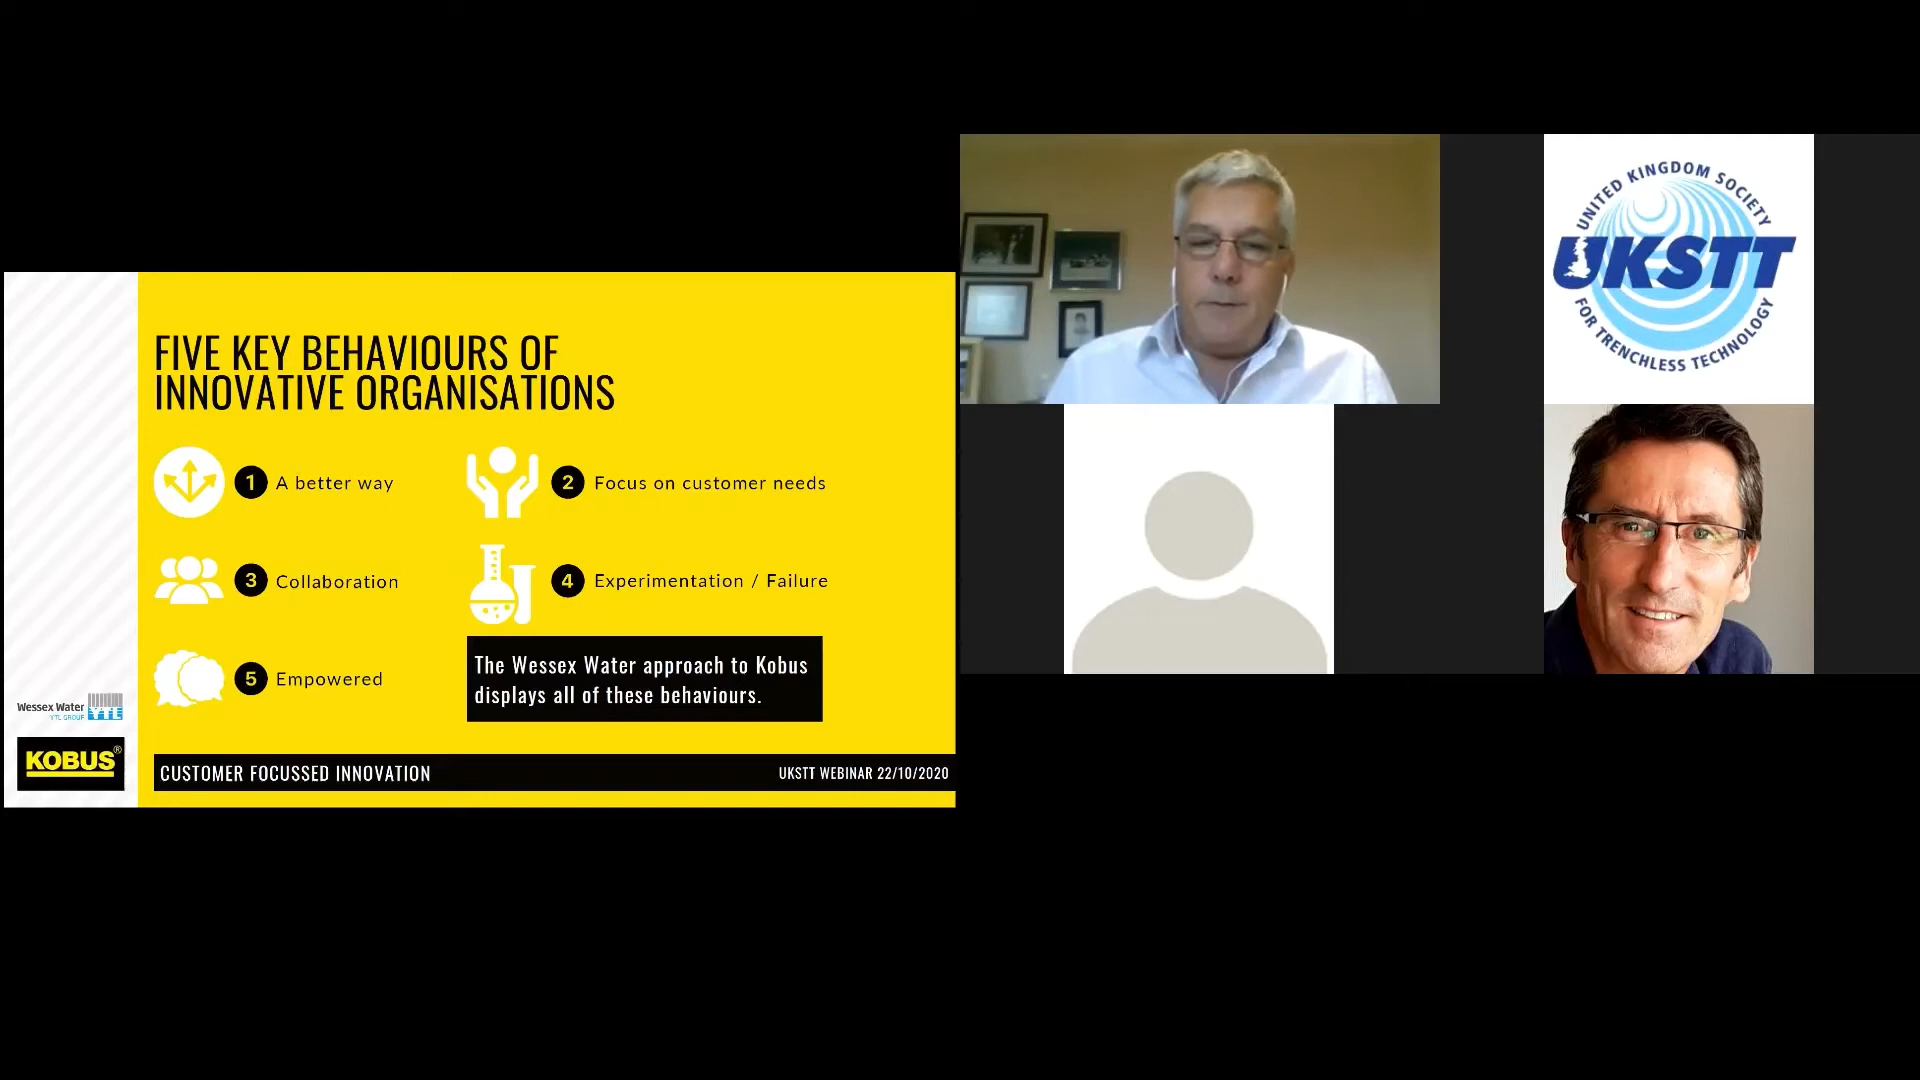 FIVE KEY BEHAVIOURS OF
INNOVATIVE ORGANISATIONS
1 A better way
2 Focus on customer needs
3 Collaboration
4 Experimentation / Failure
5 Empowered
The Wessex Water approach to Kobus
displays all of these behaviours.
Wessex Water
YTL GROUP
YTL
KOBUS®
CUSTOMER FOCUSSED INNOVATION
UKSTT WEBINAR 22/10/2020
UNITED KINGDOM SOCIETY
UKSTT
FOR TRENCHLESS TECHNOLOGY